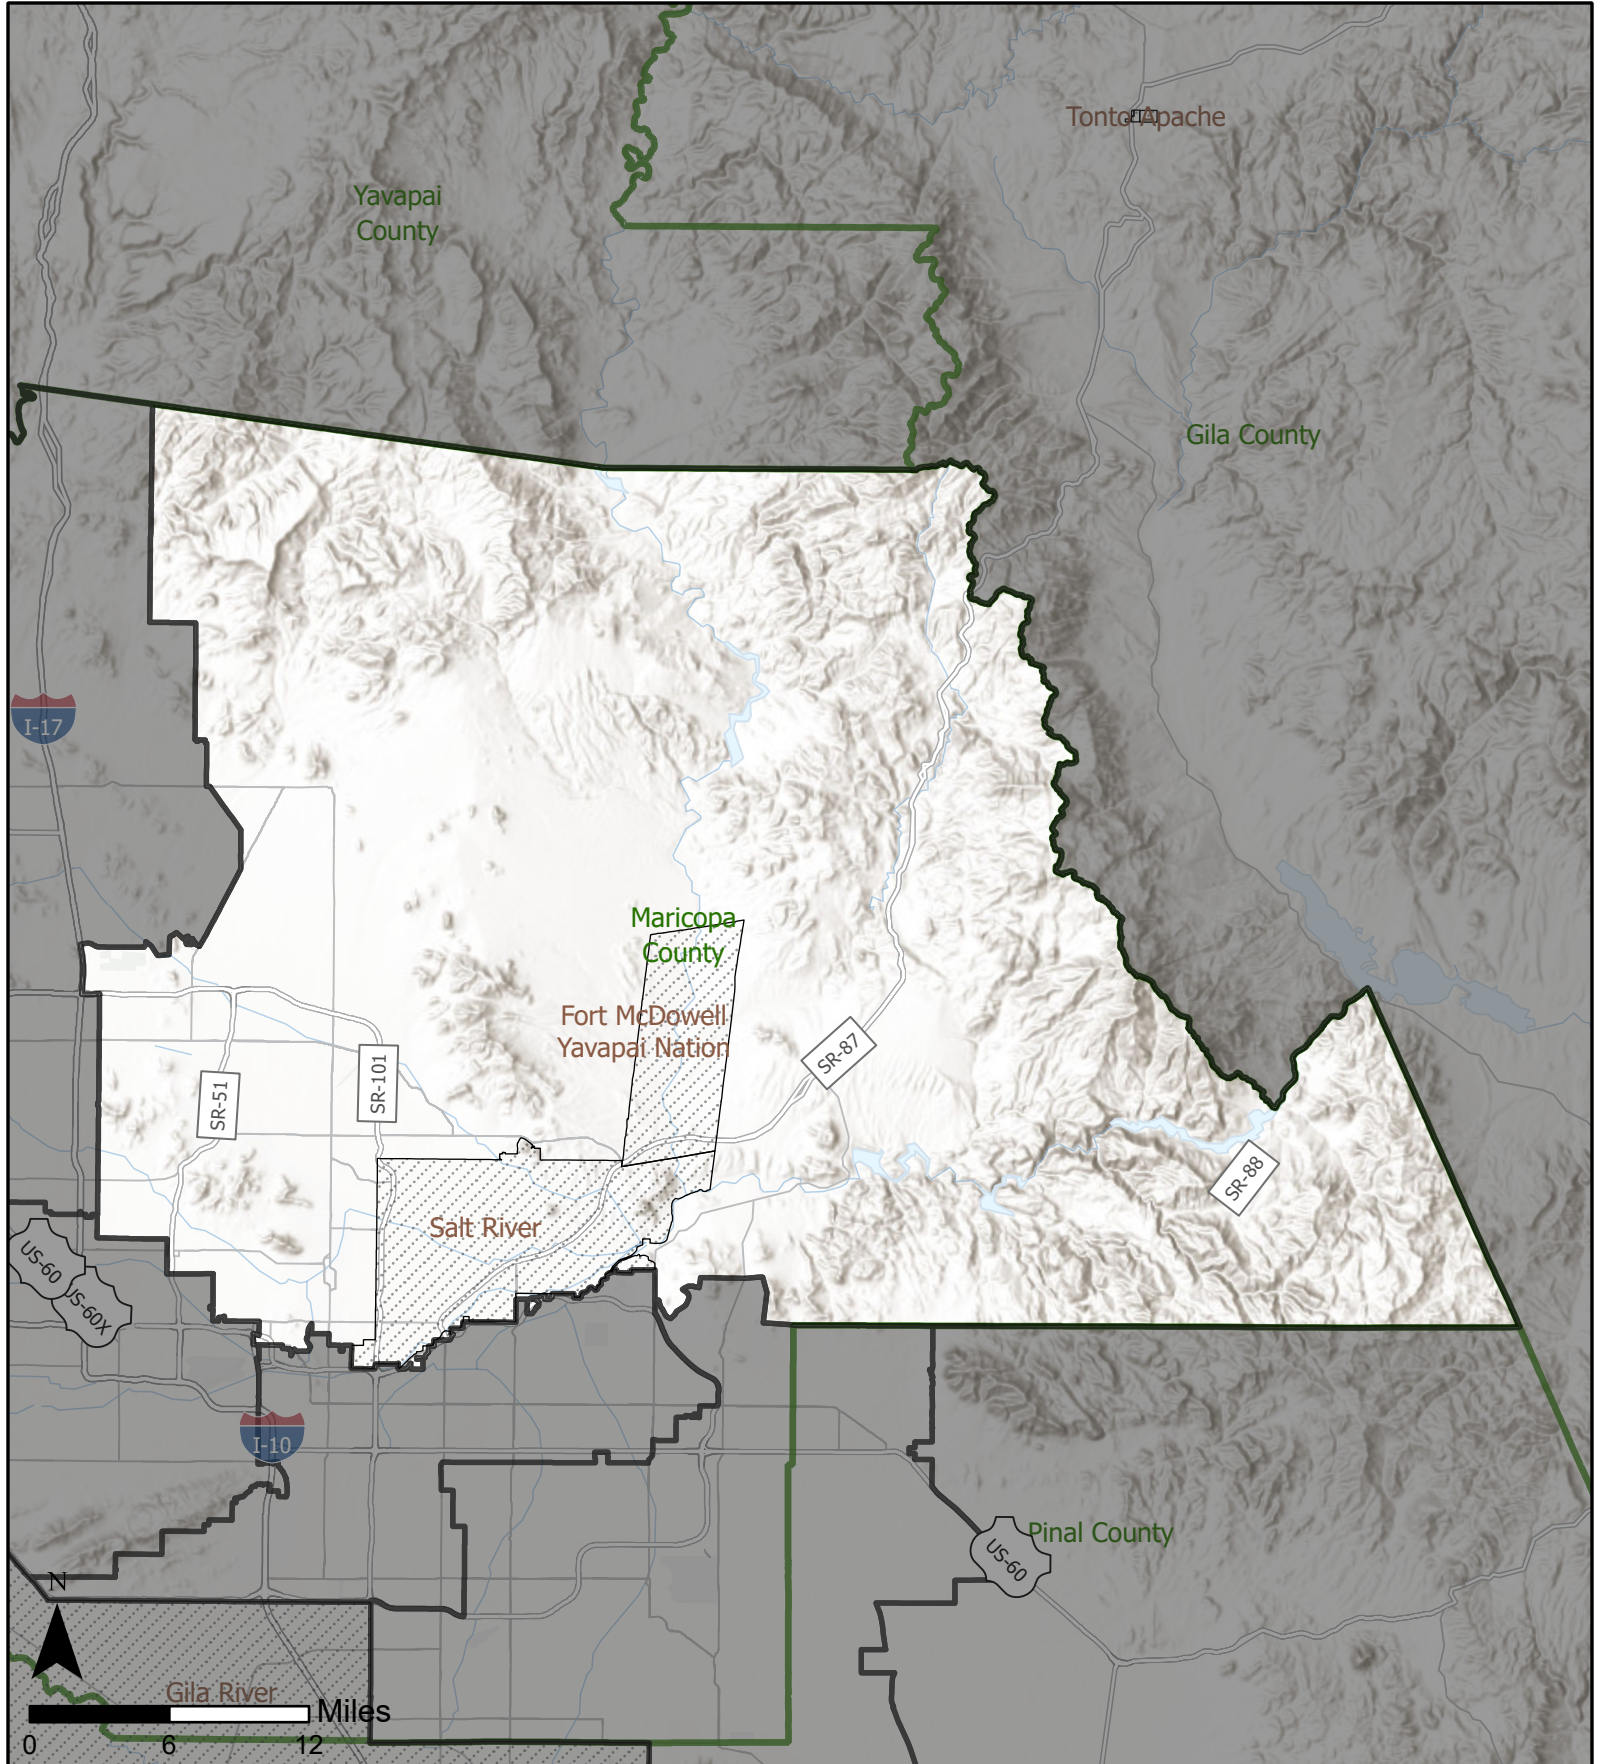 Tonto Apache
Yavapai
County
Gila County
I-17
Maricopa
County
Fort McDowell
Yavapai Nation
SR-87
SR-101
SR-51
SR-88
Salt River
US-60
US-60X
I-10
Pinal County
US-60
N
Gila River
Miles
0 6 12